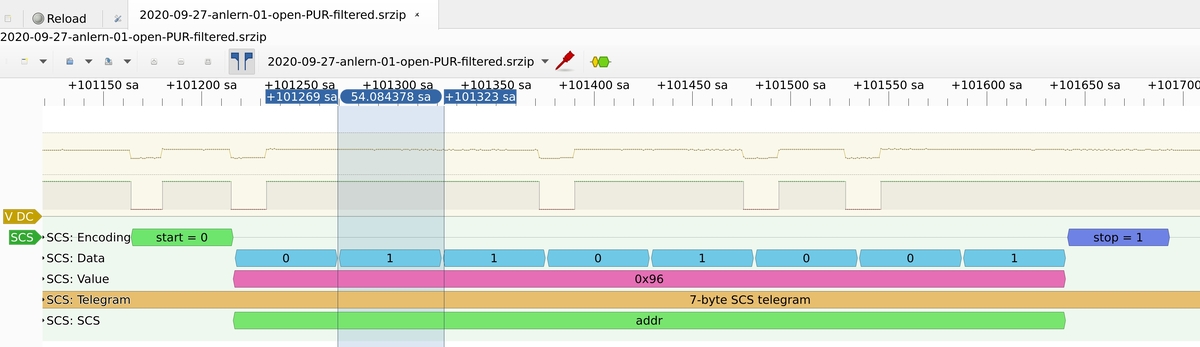 Reload
2020-09-27-anlern-01-open-PUR-filtered.srzip
2020-09-27-anlern-01-open-PUR-filtered.srzip
2020-09-27-anlern-01-open-PUR-filtered.srzip
+101150 sa +101200 sa +101250 sa +101300 sa +101350 sa +101400 sa +101450 sa +101500 sa +101550 sa +101600 sa +101650 sa +101700
+101269 sa 54.084378 sa +101323 sa
V DC
SCS SCS: Encoding start = 0 stop = 1
SCS: Data 0 1 1 0 1 0 0 1
SCS: Value 0x96
SCS: Telegram 7-byte SCS telegram
SCS: SCS addr